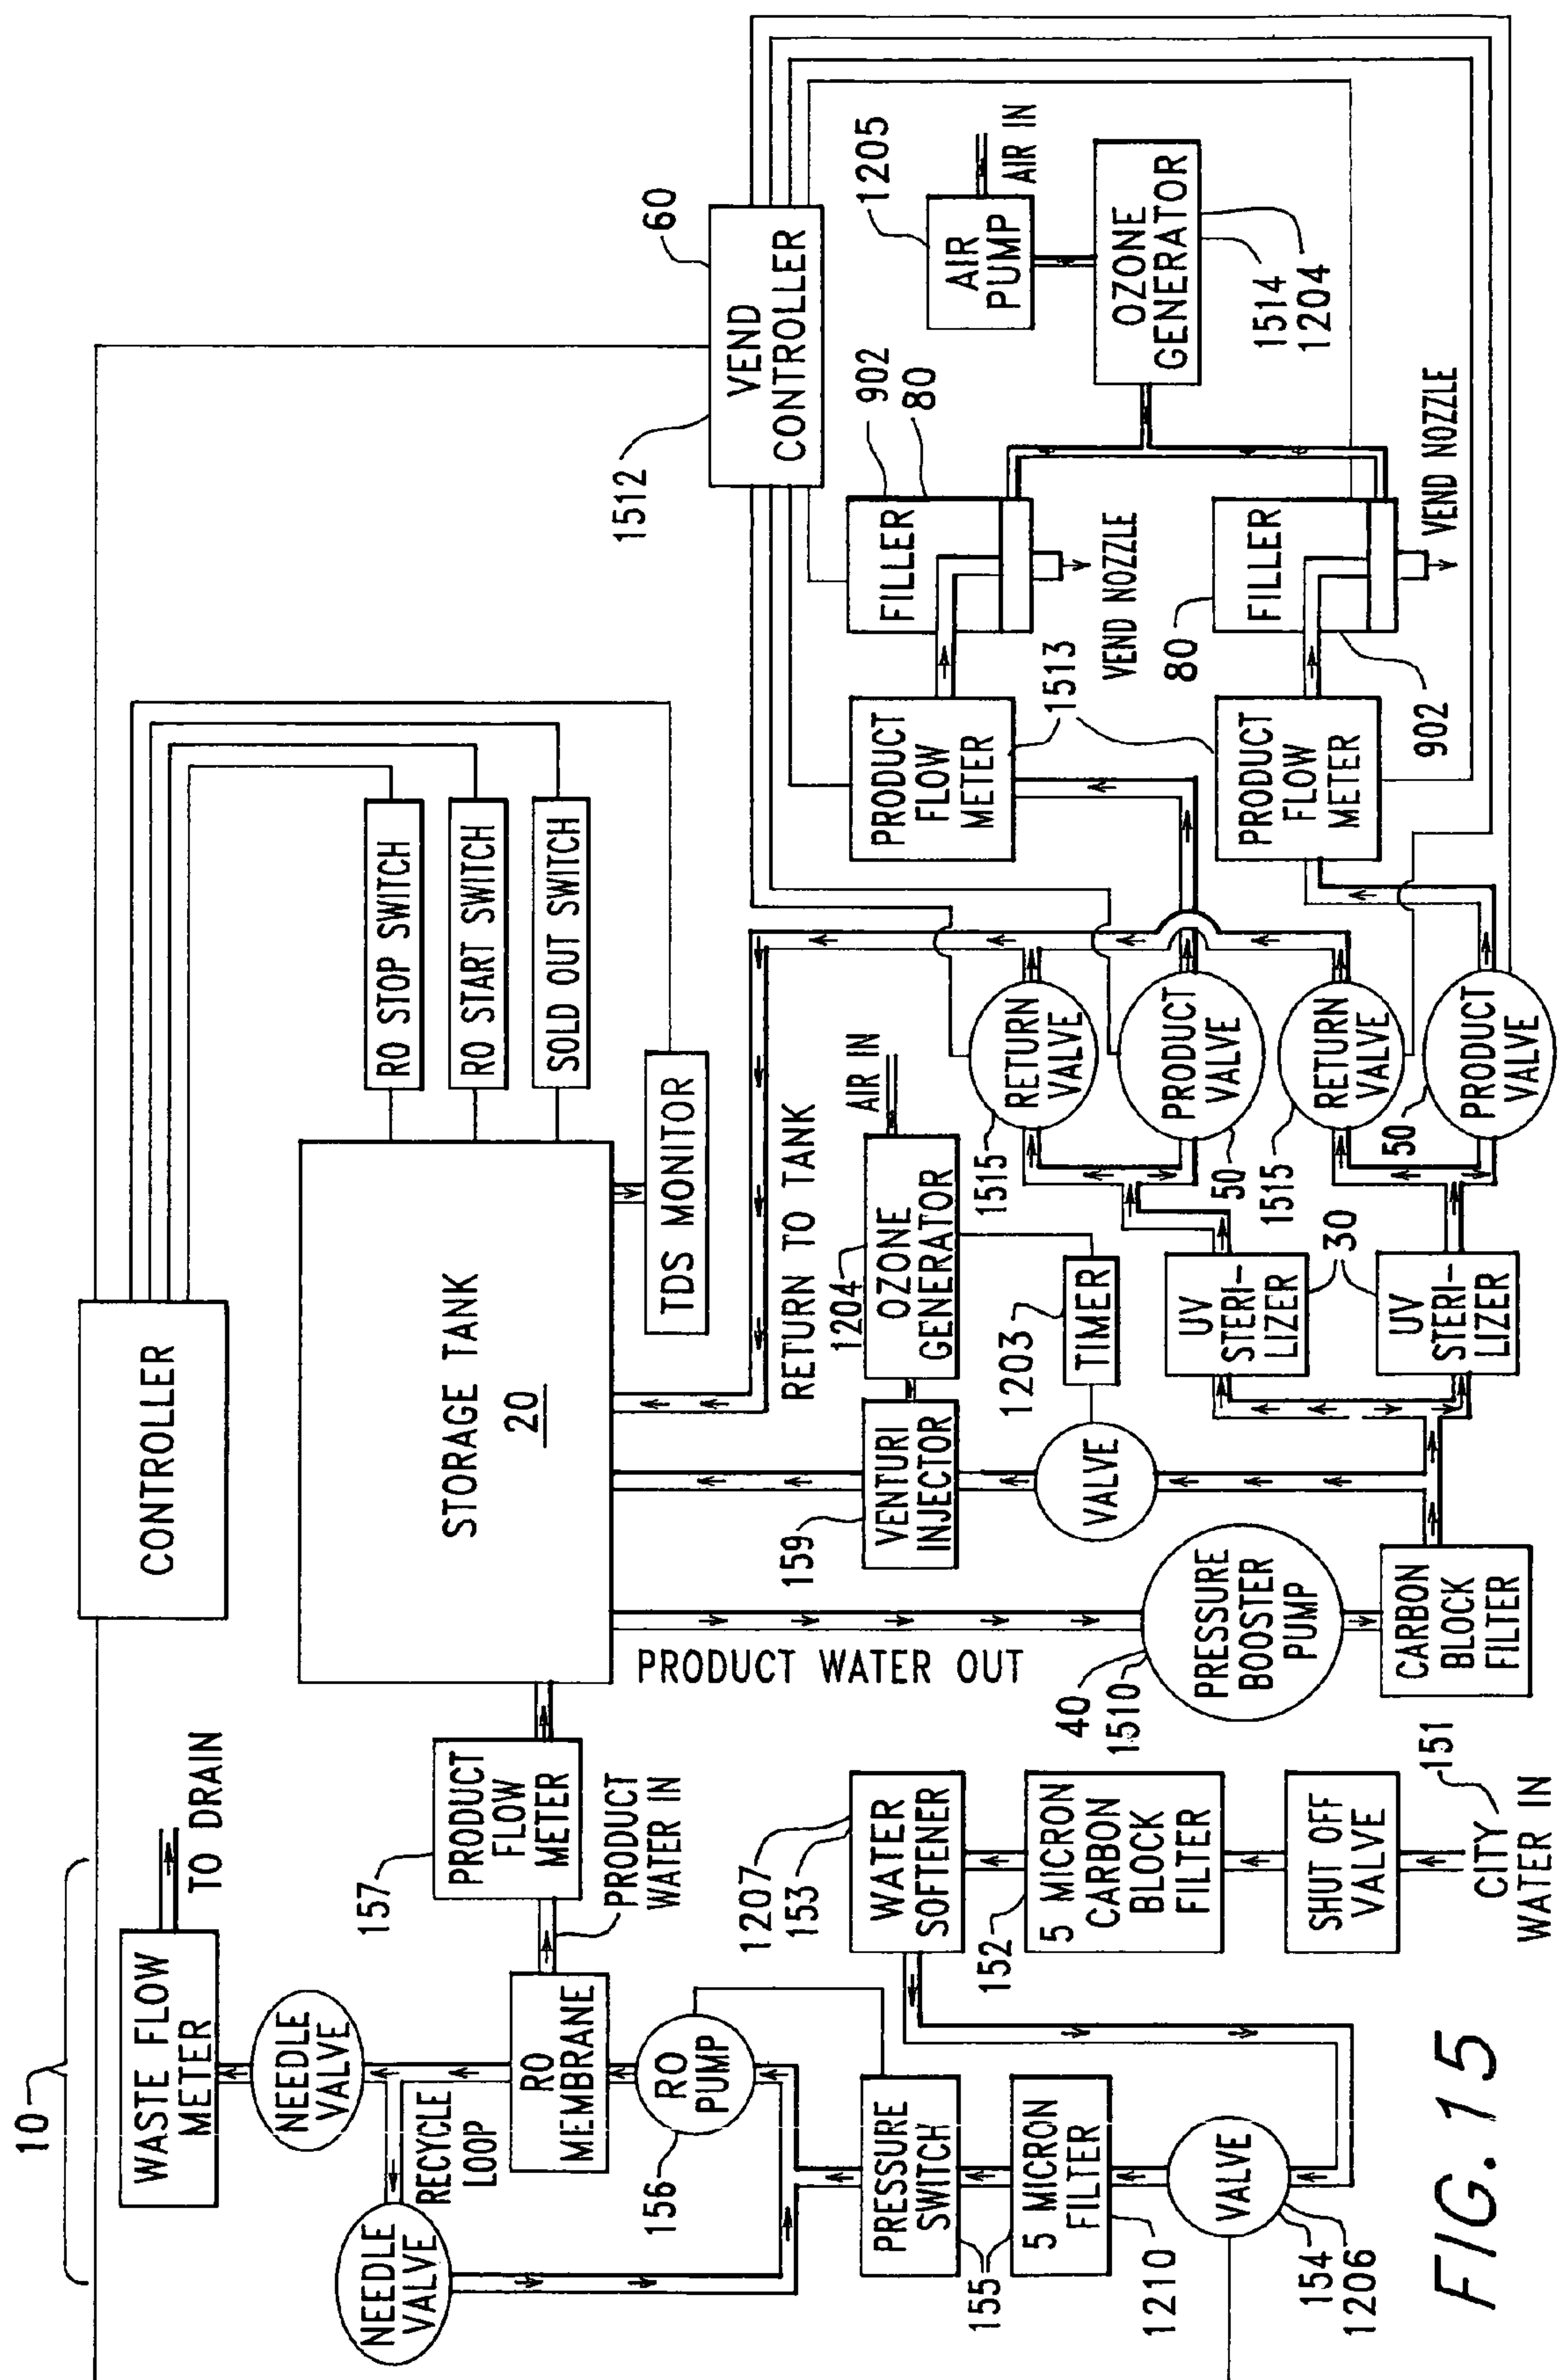 10
WASTE FLOW
METER
TO DRAIN
NEEDLE
VALVE
NEEDLE
VALVE
RECYCLE
LOOP
RO
MEMBRANE
RO
PUMP
156
PRODUCT
WATER IN
157
PRODUCT
FLOW
METER
PRESSURE
SWITCH
155
5 MICRON
FILTER
1210
VALVE
154
1206
1207
153
WATER
SOFTENER
152
5 MICRON
CARBON
BLOCK
FILTER
SHUT OFF
VALVE
151
CITY
WATER IN
CONTROLLER
STORAGE TANK
20
RO STOP SWITCH
RO START SWITCH
SOLD OUT SWITCH
TDS MONITOR
PRODUCT WATER OUT
RETURN TO TANK
40
1510
PRESSURE
BOOSTER
PUMP
CARBON
BLOCK
FILTER
159
VENTURI
INJECTOR
VALVE
1204
OZONE
GENERATOR
AIR IN
1203
TIMER
UV
STERI-
LIZER
30
UV
STERI-
LIZER
1515
RETURN
VALVE
50
PRODUCT
VALVE
1515
RETURN
VALVE
50
PRODUCT
VALVE
1512
VEND
CONTROLLER
60
PRODUCT
FLOW
METER
1513
PRODUCT
FLOW
METER
FILLER
902
80
VEND NOZZLE
80
FILLER
902
VEND NOZZLE
AIR
PUMP
1205
AIR IN
OZONE
GENERATOR
1514
1204
FIG. 15